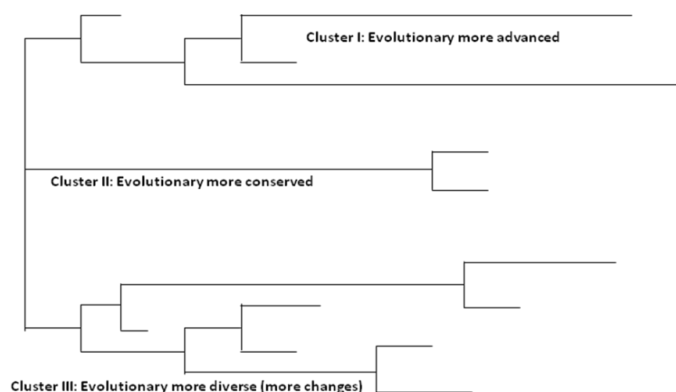 Cluster I: Evolutionary more advanced
Cluster II: Evolutionary more conserved
Cluster III: Evolutionary more diverse (more changes)